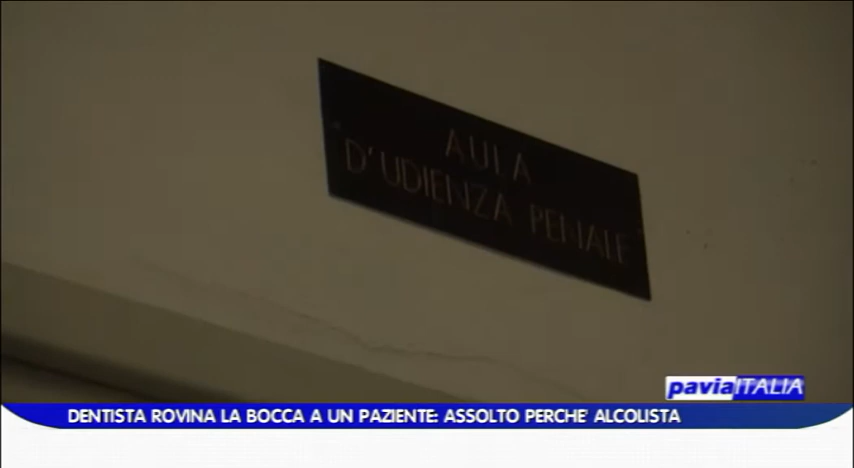 AULA
D'UDIENZA PENALE
paviaITALIA
DENTISTA ROVINA LA BOCCA A UN PAZIENTE: ASSOLTO PERCHE' ALCOLISTA